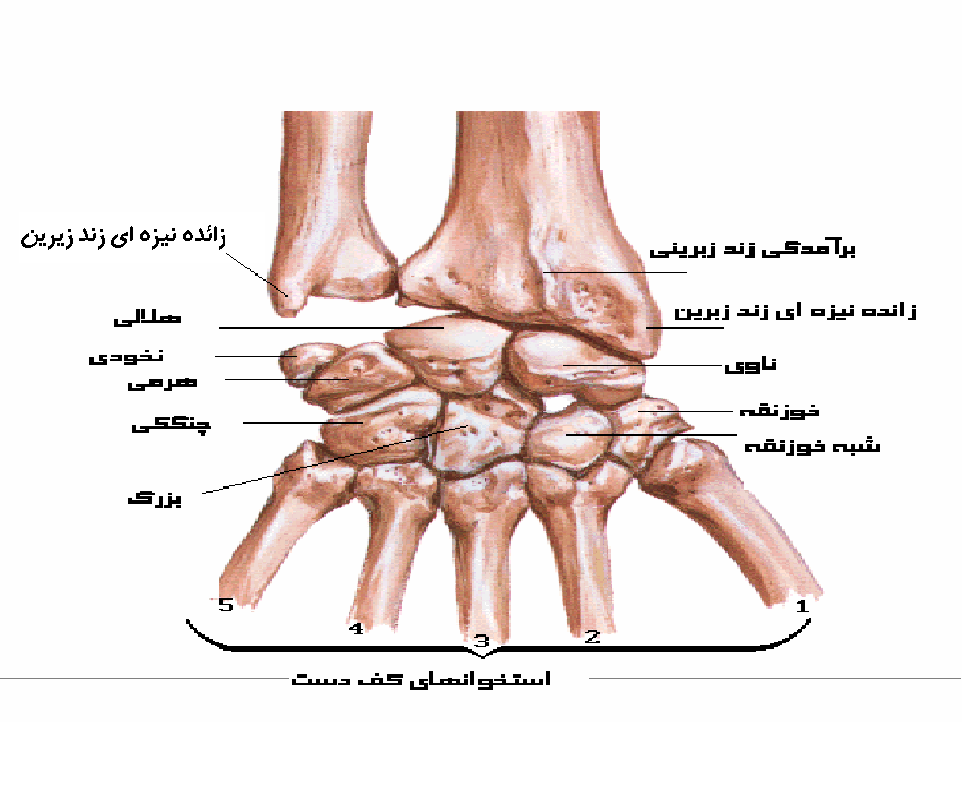 زائده نیزه ای زند زیرین
برآمدگی زند زبرینی
زائده نیزه ای زند زبرین
هلالی
نخودی
ناوی
هرمی
خوزنقه
چنگکی
شبه خوزنقه
بزرگ
5
1
4
2
3
استخوانهای کف دست